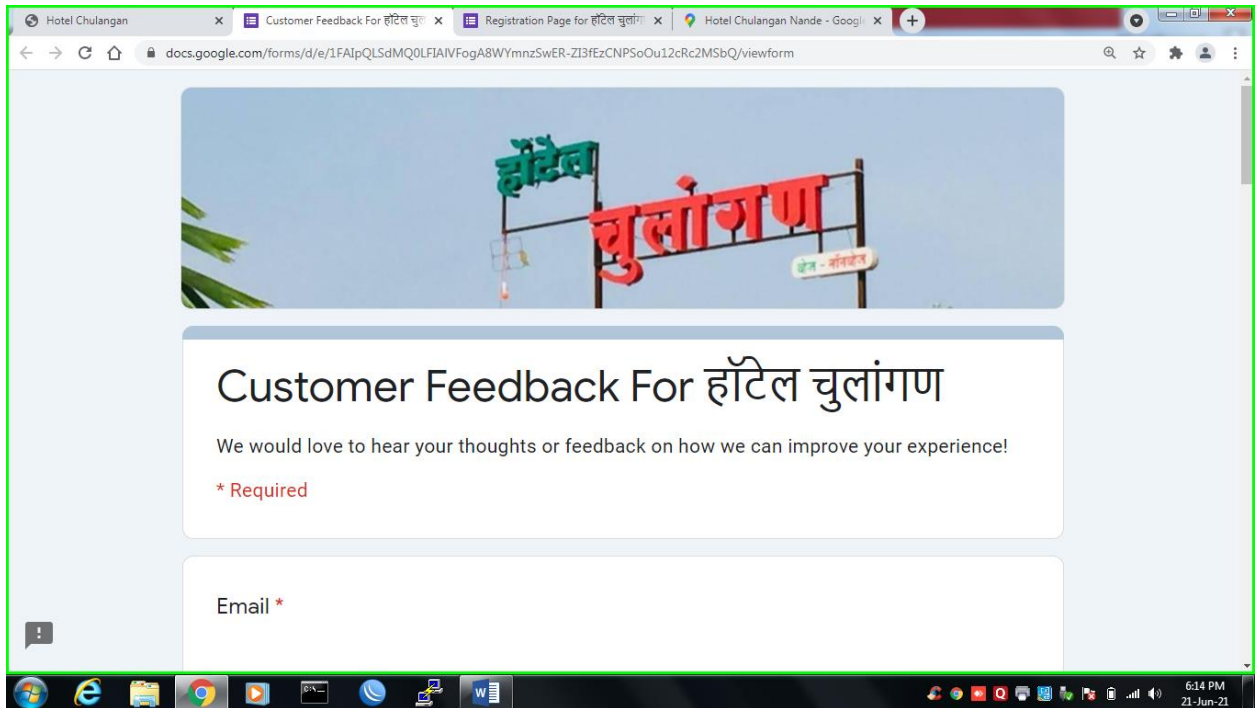 Hotel Chulangan
Customer Feedback For हॉटेल चुल
Registration Page for हॉटेल चुलांग
Hotel Chulangan Nande - Googl
docs.google.com/forms/d/e/1FAIpQLSdMQ0LFIAlVFogA8WYmnzSwER-ZI3fEzCNPSoOu12cRc2MSbQ/viewform
हॉटेल
चुलांगण
व्हेज - नॉनव्हेज
Customer Feedback For हॉटेल चुलांगण
We would love to hear your thoughts or feedback on how we can improve your experience!
* Required
Email *
6:14 PM
21-Jun-21